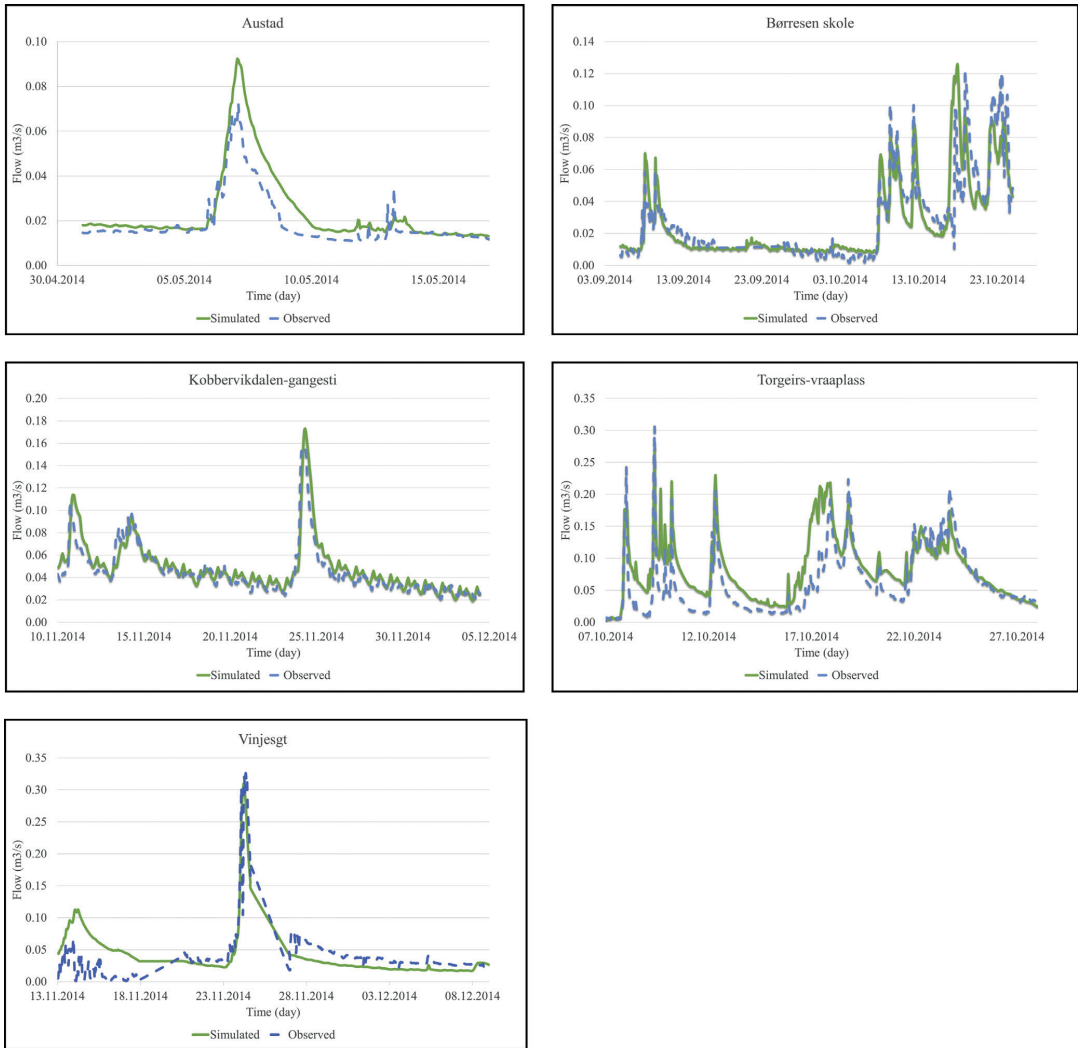 Austad
0.10
0.08
0.06
0.04
0.02
0.00
Flow (m3/s)
30.04.2014 05.05.2014 10.05.2014 15.05.2014
Time (day)
Simulated Observed
Børresen skole
0.14
0.12
0.10
0.08
0.06
0.04
0.02
0.00
Flow (m3/s)
03.09.2014 13.09.2014 23.09.2014 03.10.2014 13.10.2014 23.10.2014
Time (day)
Simulated Observed
Kobbervikdalen-gangesti
0.20
0.18
0.16
0.14
0.12
0.10
0.08
0.06
0.04
0.02
0.00
Flow (m3/s)
10.11.2014 15.11.2014 20.11.2014 25.11.2014 30.11.2014 05.12.2014
Time (day)
Simulated Observed
Torgeirs-vraaplass
0.35
0.30
0.25
0.20
0.15
0.10
0.05
0.00
Flow (m3/s)
07.10.2014 12.10.2014 17.10.2014 22.10.2014 27.10.2014
Time (day)
Simulated Observed
Vinjesgt
0.35
0.30
0.25
0.20
0.15
0.10
0.05
0.00
Flow (m3/s)
13.11.2014 18.11.2014 23.11.2014 28.11.2014 03.12.2014 08.12.2014
Time (day)
Simulated Observed